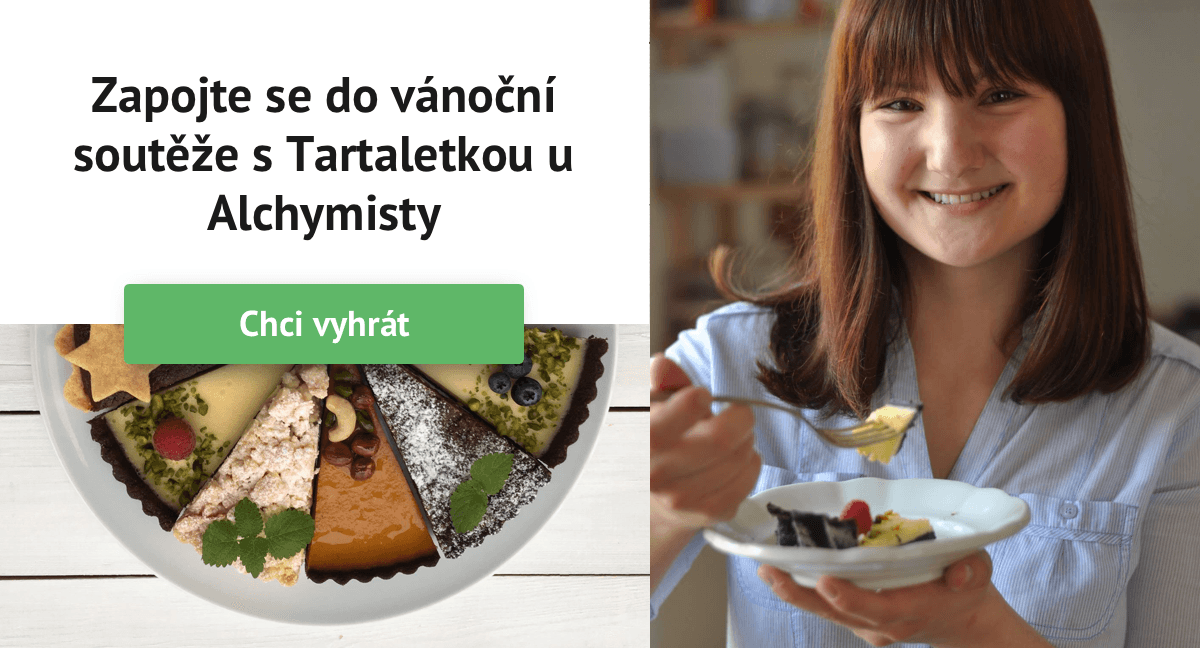 Zapojte se do vánoční
soutěže s Tartaletkou u
Alchymisty
Chci vyhrát